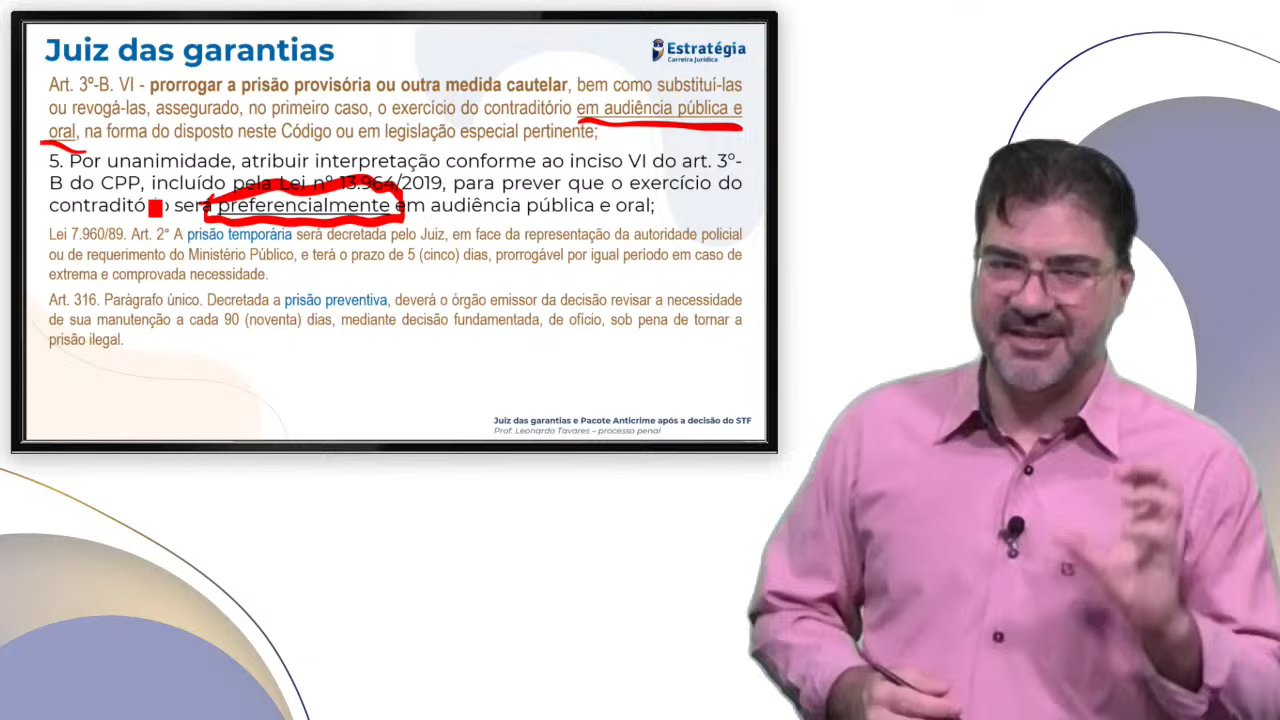 Juiz das garantias
Estratégia
Carreira Jurídica
Art. 3º-B. VI - prorrogar a prisão provisória ou outra medida cautelar, bem como substituí-las
ou revogá-las, assegurado, no primeiro caso, o exercício do contraditório em audiência pública e
oral, na forma do disposto neste Código ou em legislação especial pertinente;
5. Por unanimidade, atribuir interpretação conforme ao inciso VI do art. 3º-
B do CPP, incluído pela Lei nº 13.964/2019, para prever que o exercício do
será preferencialmente em audiência pública e oral;
Lei 7.960/89. Art. 2° A prisão temporária será decretada pelo Juiz, em face da representação da autoridade policial
ou de requerimento do Ministério Público, e terá o prazo de 5 (cinco) dias, prorrogável por igual período em caso de
extrema e comprovada necessidade.
Art. 316. Parágrafo único. Decretada a prisão preventiva, deverá o órgão emissor da decisão revisar a necessidade
de sua manutenção a cada 90 (noventa) dias, mediante decisão fundamentada, de ofício, sob pena de tornar a
prisão ilegal.
Juiz das garantias e Pacote Anticrime após a decisão do STF
Prof. Leonardo Tavares – processo penal